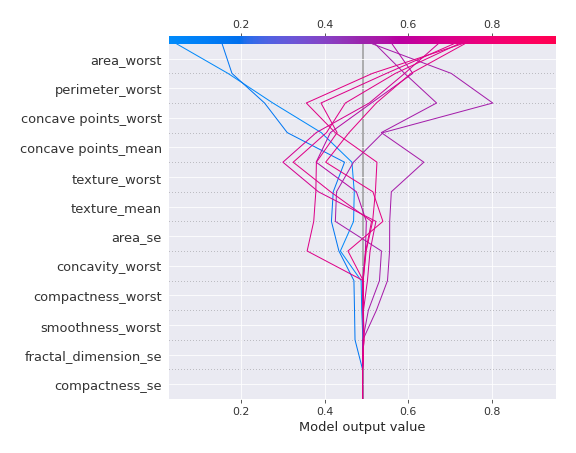 0.2 0.4 0.6 0.8
area_worst
perimeter_worst
concave points_worst
concave points_mean
texture_worst
texture_mean
area_se
concavity_worst
compactness_worst
smoothness_worst
fractal_dimension_se
compactness_se
0.2 0.4 0.6 0.8
Model output value